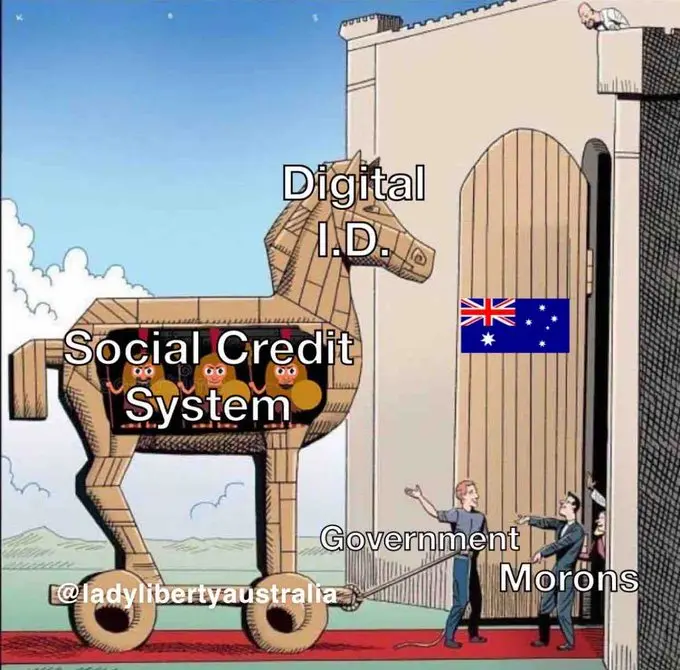 Digital
I.D.
Social Credit
System
Government
Morons
@ladylibertyaustralia